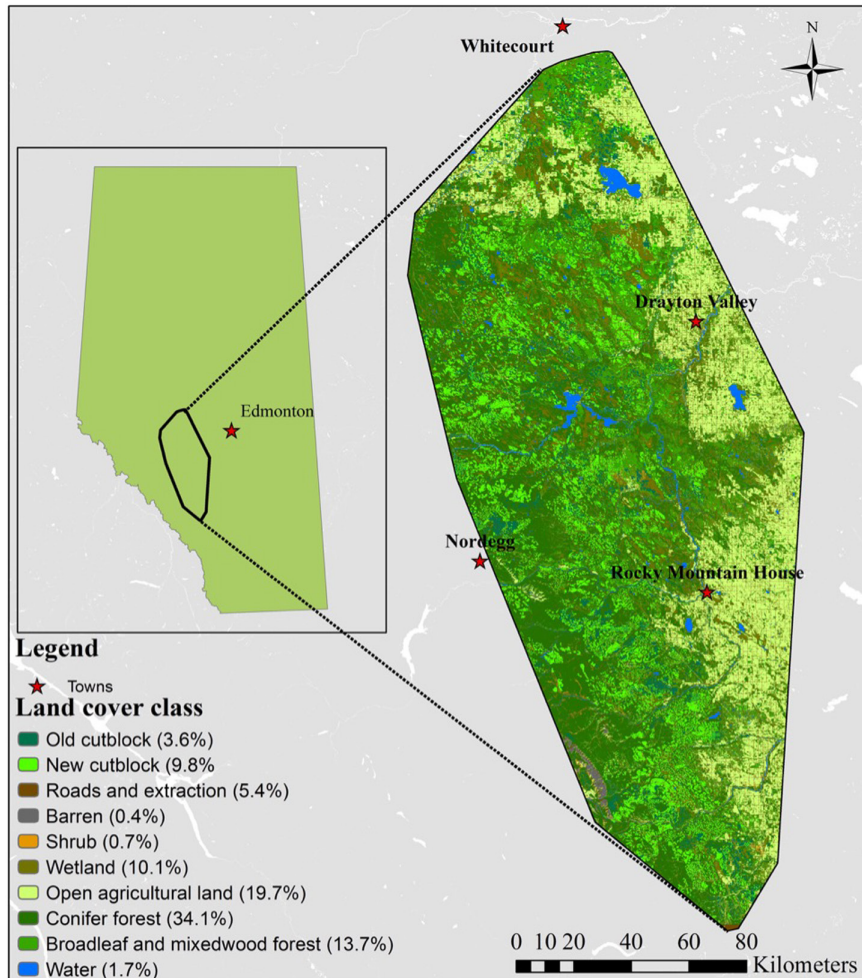 Whitecourt
N
Edmonton
Drayton Valley
Nordegg
Rocky Mountain House
Legend
Towns
Land cover class
Old cutblock (3.6%)
New cutblock (9.8%
Roads and extraction (5.4%)
Barren (0.4%)
Shrub (0.7%)
Wetland (10.1%)
Open agricultural land (19.7%)
Conifer forest (34.1%)
Broadleaf and mixedwood forest (13.7%)
Water (1.7%)
0 10 20 40 60 80
Kilometers